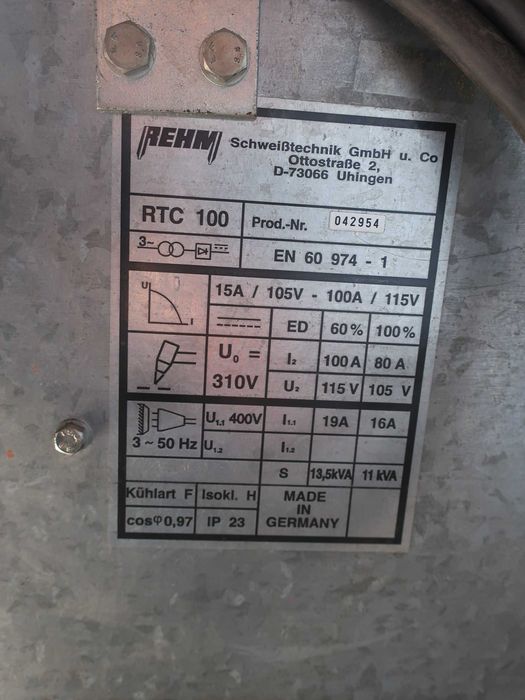 REHM
Schweißtechnik GmbH u. Co
Ottostraße 2,
D-73066 Uhingen
RTC 100 Prod.-Nr. 042954
3~ EN 60 974 - 1
U I 15A / 105V - 100A / 115V
ED 60% 100%
U₀ = 310V I₂ 100A 80 A
U₂ 115 V 105 V
3 ~ 50 Hz U₁.₁ 400V I₁.₁ 19A 16A
U₁.₂ I₁.₂
S 13,5kVA 11 kVA
Kühlart F Isokl. H MADE IN GERMANY
cosφ0,97 IP 23